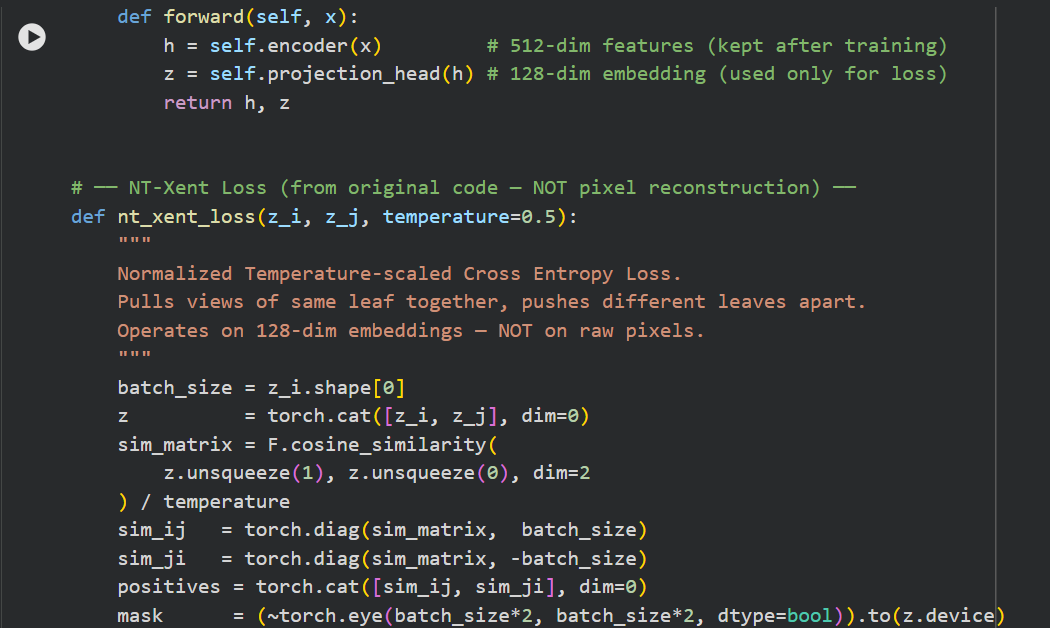 def forward(self, x):
        h = self.encoder(x)         # 512-dim features (kept after training)
        z = self.projection_head(h) # 128-dim embedding (used only for loss)
        return h, z
# —— NT-Xent Loss (from original code — NOT pixel reconstruction) ——
def nt_xent_loss(z_i, z_j, temperature=0.5):
    """
    Normalized Temperature-scaled Cross Entropy Loss.
    Pulls views of same leaf together, pushes different leaves apart.
    Operates on 128-dim embeddings — NOT on raw pixels.
    """
    batch_size = z_i.shape[0]
    z          = torch.cat([z_i, z_j], dim=0)
    sim_matrix = F.cosine_similarity(
        z.unsqueeze(1), z.unsqueeze(0), dim=2
    ) / temperature
    sim_ij   = torch.diag(sim_matrix,  batch_size)
    sim_ji   = torch.diag(sim_matrix, -batch_size)
    positives = torch.cat([sim_ij, sim_ji], dim=0)
    mask      = (~torch.eye(batch_size*2, batch_size*2, dtype=bool)).to(z.device)